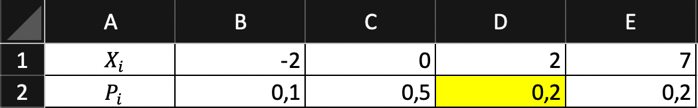 A B C D E
1 Xᵢ -2 0 2 7
2 Pᵢ 0,1 0,5 0,2 0,2